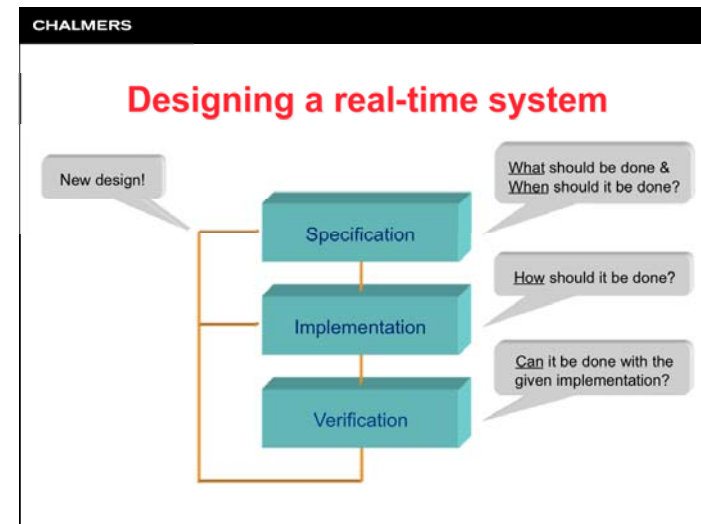 CHALMERS
Designing a real-time system
New design!
What should be done &
When should it be done?
Specification
How should it be done?
Implementation
Can it be done with the
given implementation?
Verification